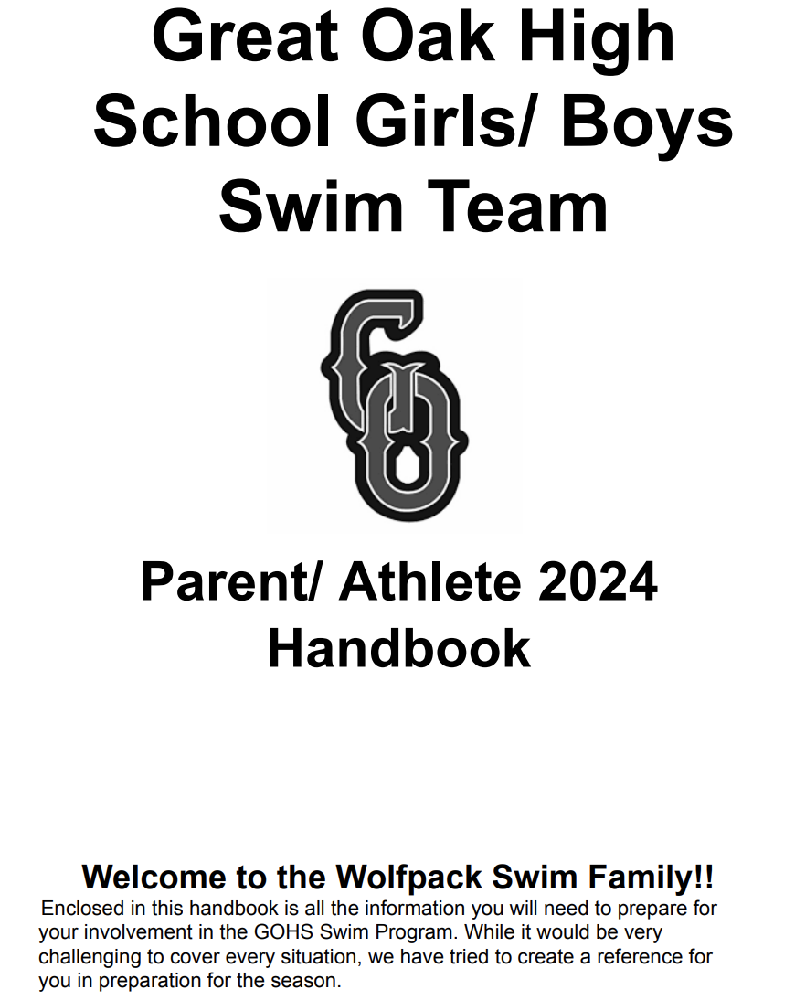 Great Oak High
School Girls/ Boys
Swim Team
GO
Parent/ Athlete 2024
Handbook
Welcome to the Wolfpack Swim Family!!
Enclosed in this handbook is all the information you will need to prepare for
your involvement in the GOHS Swim Program. While it would be very
challenging to cover every situation, we have tried to create a reference for
you in preparation for the season.